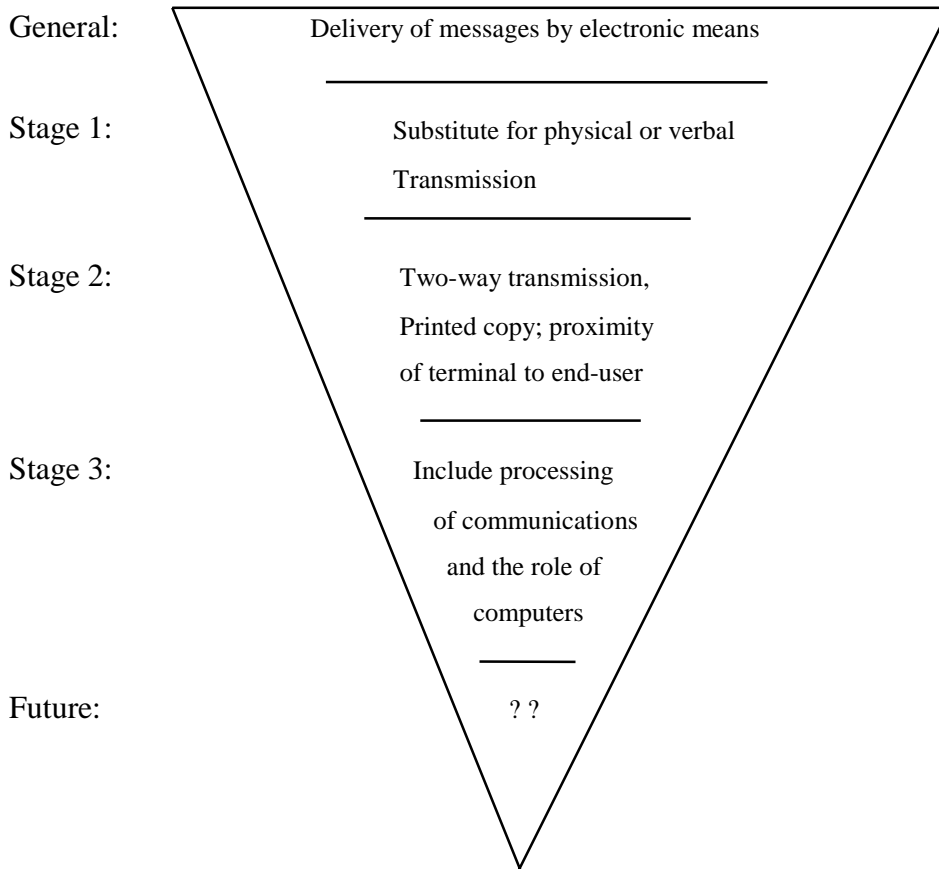 General: Delivery of messages by electronic means
Stage 1: Substitute for physical or verbal
Transmission
Stage 2: Two-way transmission,
Printed copy; proximity
of terminal to end-user
Stage 3: Include processing
of communications
and the role of
computers
Future: ? ?